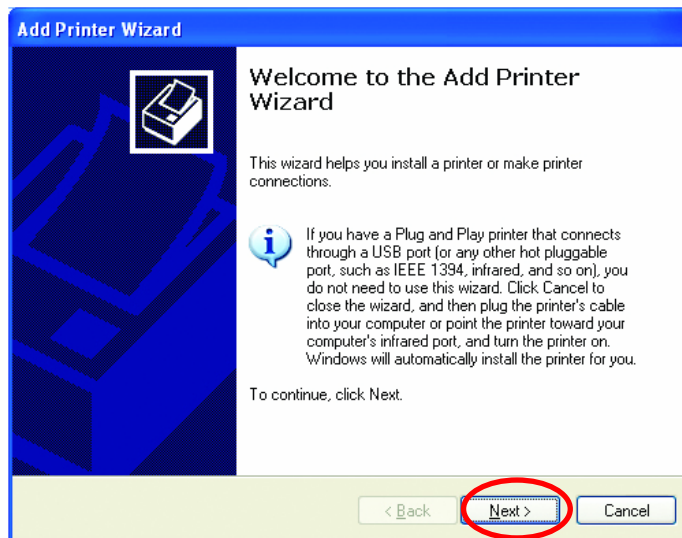 Add Printer Wizard
Welcome to the Add Printer
Wizard
This wizard helps you install a printer or make printer
connections.
If you have a Plug and Play printer that connects
through a USB port (or any other hot pluggable
port, such as IEEE 1394, infrared, and so on), you
do not need to use this wizard. Click Cancel to
close the wizard, and then plug the printer's cable
into your computer or point the printer toward your
computer's infrared port, and turn the printer on.
Windows will automatically install the printer for you.
To continue, click Next.
< Back Next > Cancel